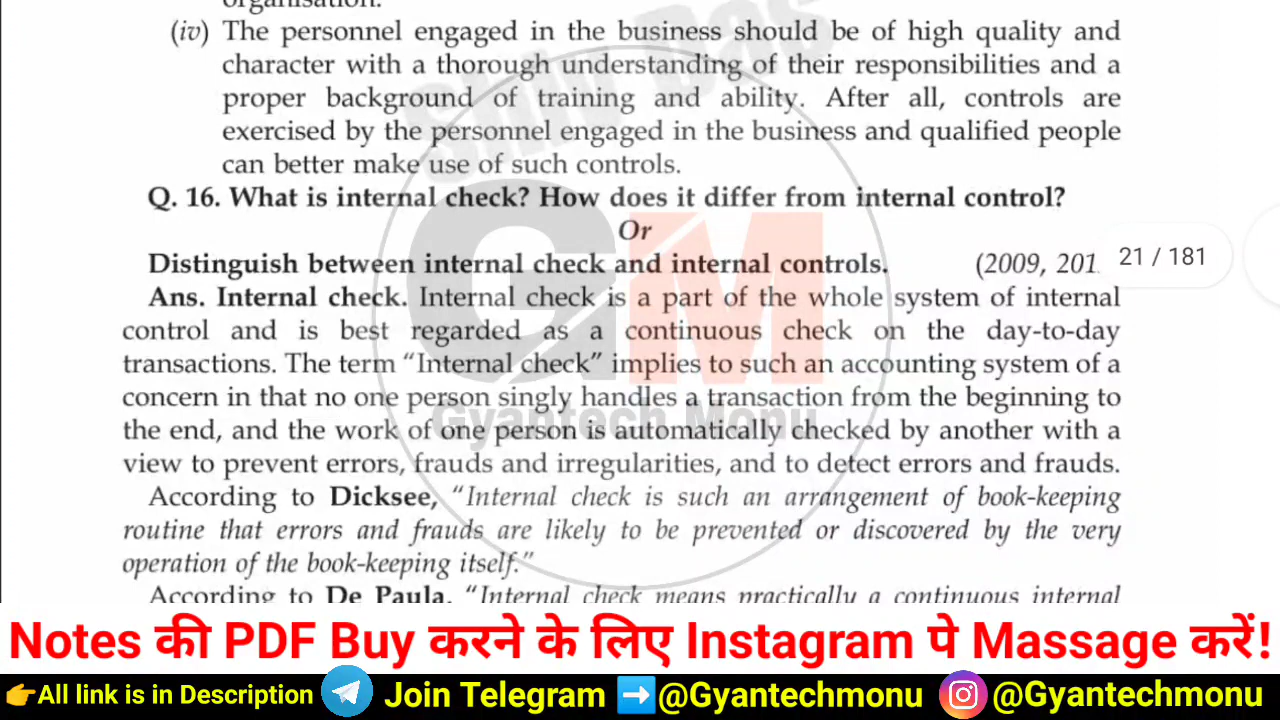 organisation.
(iv) The personnel engaged in the business should be of high quality and
character with a thorough understanding of their responsibilities and a
proper background of training and ability. After all, controls are
exercised by the personnel engaged in the business and qualified people
can better make use of such controls.
Q. 16. What is internal check? How does it differ from internal control?
Or
Distinguish between internal check and internal controls. (2009, 201
21 / 181
Ans. Internal check. Internal check is a part of the whole system of internal
control and is best regarded as a continuous check on the day-to-day
transactions. The term “Internal check” implies to such an accounting system of a
concern in that no one person singly handles a transaction from the beginning to
the end, and the work of one person is automatically checked by another with a
view to prevent errors, frauds and irregularities, and to detect errors and frauds.
According to Dicksee, “Internal check is such an arrangement of book-keeping
routine that errors and frauds are likely to be prevented or discovered by the very
operation of the book-keeping itself.”
According to De Paula, “Internal check means practically a continuous internal
GM
Gyantech Monu
Notes की PDF Buy करने के लिए Instagram पे Massage करें!
👉All link is in Description Join Telegram ➡️@Gyantechmonu @Gyantechmonu